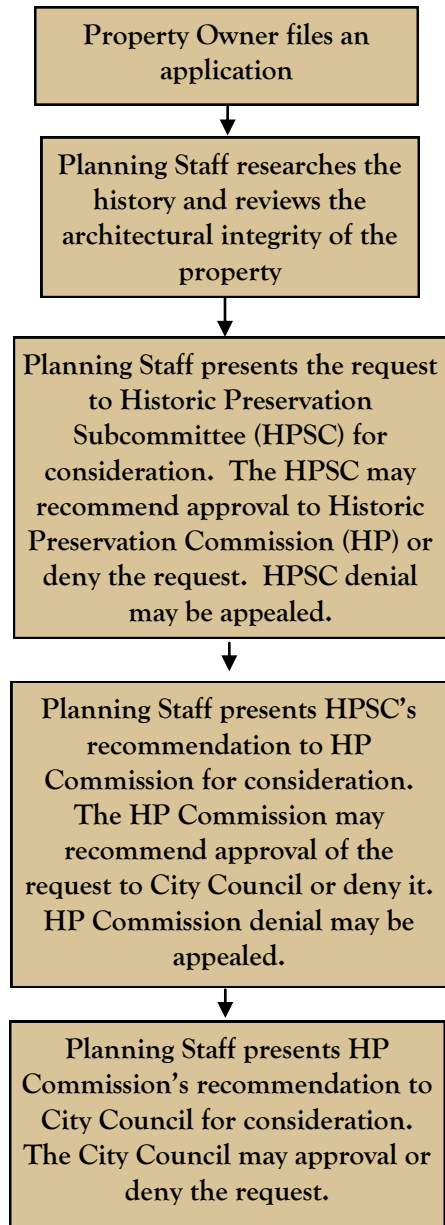 Property Owner files an
application
Planning Staff researches the
history and reviews the
architectural integrity of the
property
Planning Staff presents the request
to Historic Preservation
Subcommittee (HPSC) for
consideration.  The HPSC may
recommend approval to Historic
Preservation Commission (HP) or
deny the request.  HPSC denial
may be appealed.
Planning Staff presents HPSC’s
recommendation to HP
Commission for consideration.
The HP Commission may
recommend approval of the
request to City Council or deny it.
HP Commission denial may be
appealed.
Planning Staff presents HP
Commission’s recommendation to
City Council for consideration.
The City Council may approval or
deny the request.